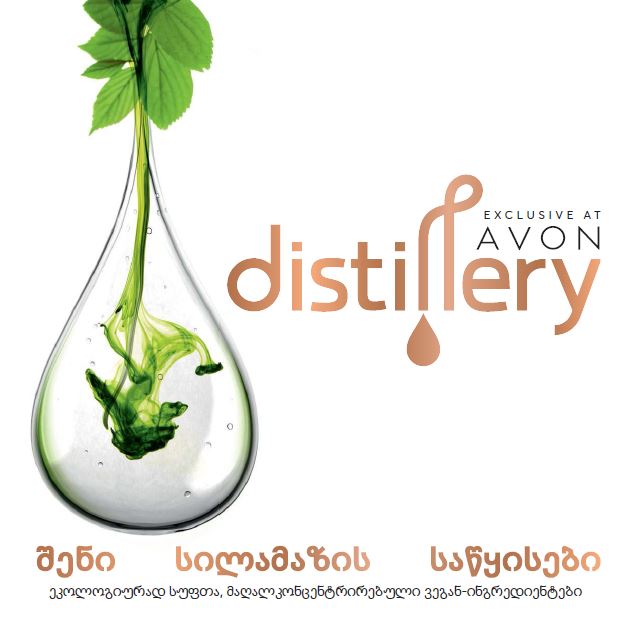 EXCLUSIVE AT
AVON
distillery
შენი სილამაზის საწყისები
ეკოლოგიურად სუფთა, მაღალკონცენტრირებული ვეგან-ინგრედიენტები